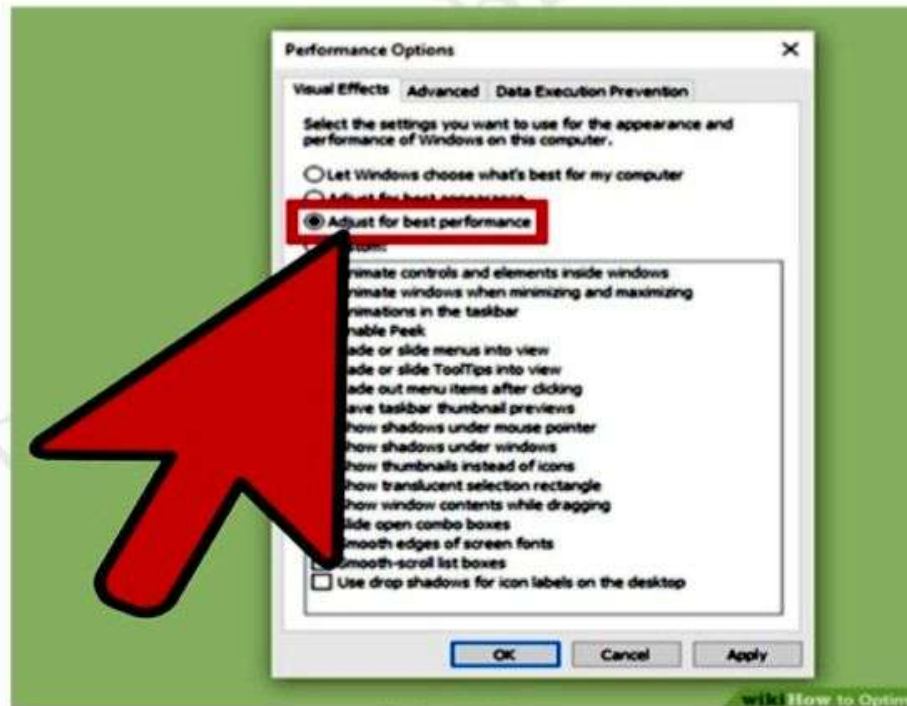 Performance Options
Visual Effects Advanced Data Execution Prevention
Select the settings you want to use for the appearance and
performance of Windows on this computer.
Let Windows choose what's best for my computer
Adjust for best performance
nimate controls and elements inside windows
nimate windows when minimizing and maximizing
nimations in the taskbar
nable Peek
ade or slide menus into view
ade or slide ToolTips into view
ade out menu items after clicking
ave taskbar thumbnail previews
how shadows under mouse pointer
how shadows under windows
how thumbnails instead of icons
how translucent selection rectangle
how window contents while dragging
lide open combo boxes
mooth edges of screen fonts
Smooth-scroll list boxes
Use drop shadows for icon labels on the desktop
OK Cancel Apply
wikiHow to Optim